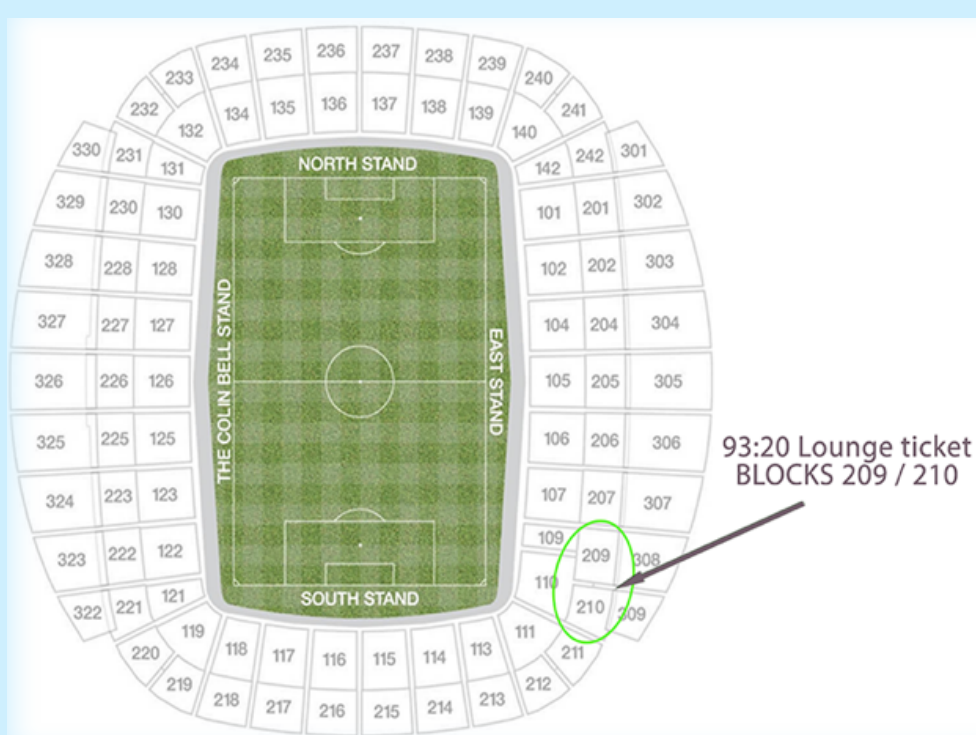 233 234 235 236 237 238 239 240
232 132 134 135 136 137 138 139 140 241
330 231 131 NORTH STAND 142 242 301
329 230 130 101 201 302
328 228 128 102 202 303
327 227 127 104 204 304
THE COLIN BELL STAND
EAST STAND
326 226 126 105 205 305
325 225 125 106 206 306
93:20 Lounge ticket
BLOCKS 209 / 210
324 223 123 107 207 307
323 222 122 109 209 308
110
322 221 121 SOUTH STAND 210 309
220 119 118 117 116 115 114 113 111 211
219 218 217 216 215 214 213 212